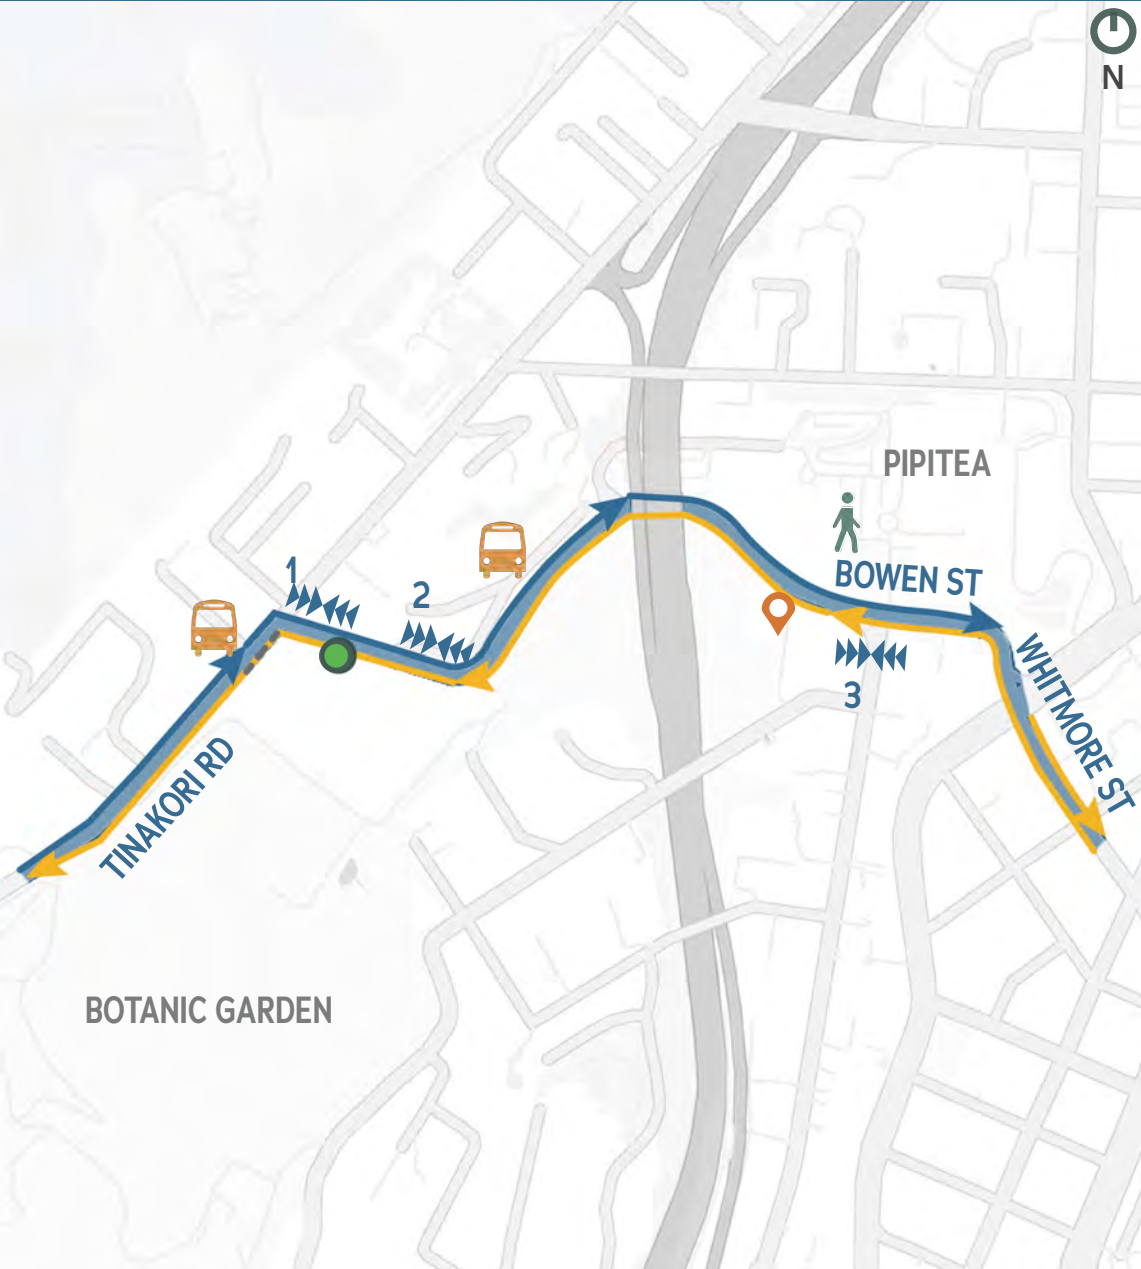 N
PIPITEA
1
2
BOWEN ST
3
WHITMORE ST
TINAKORI RD
BOTANIC GARDEN